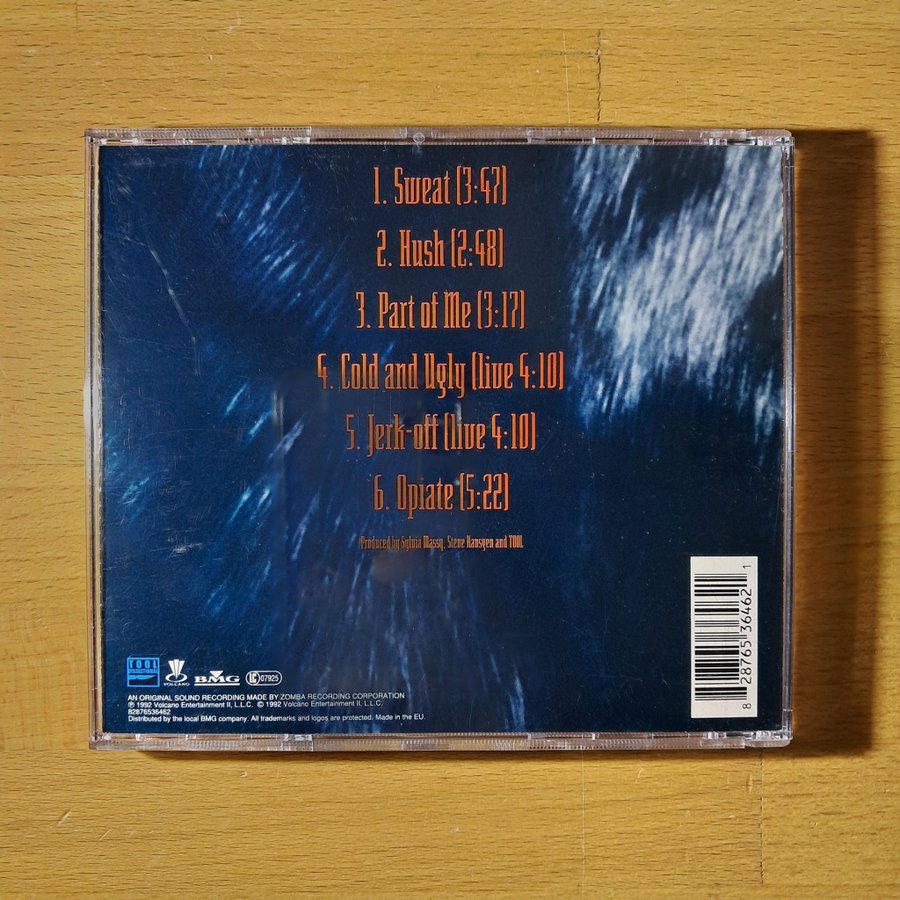 1. Sweat (3:47)
2. Hush (2:48)
3. Part of Me (3:17)
4. Cold and Ugly (live 4:10)
5. Jerk-off (live 4:10)
6. Opiate (5:22)
Produced by Sylvia Massy, Steve Hansgen and TOOL
TOOL
DISSECTIONAL
VOLCANO
BMG
LC 07925
AN ORIGINAL SOUND RECORDING MADE BY ZOMBA RECORDING CORPORATION
℗ 1992 Volcano Entertainment II, L.L.C. © 1992 Volcano Entertainment II, L.L.C.
82876536462
Distributed by the local BMG company. All trademarks and logos are protected. Made in the EU.
8 28765 36462 1